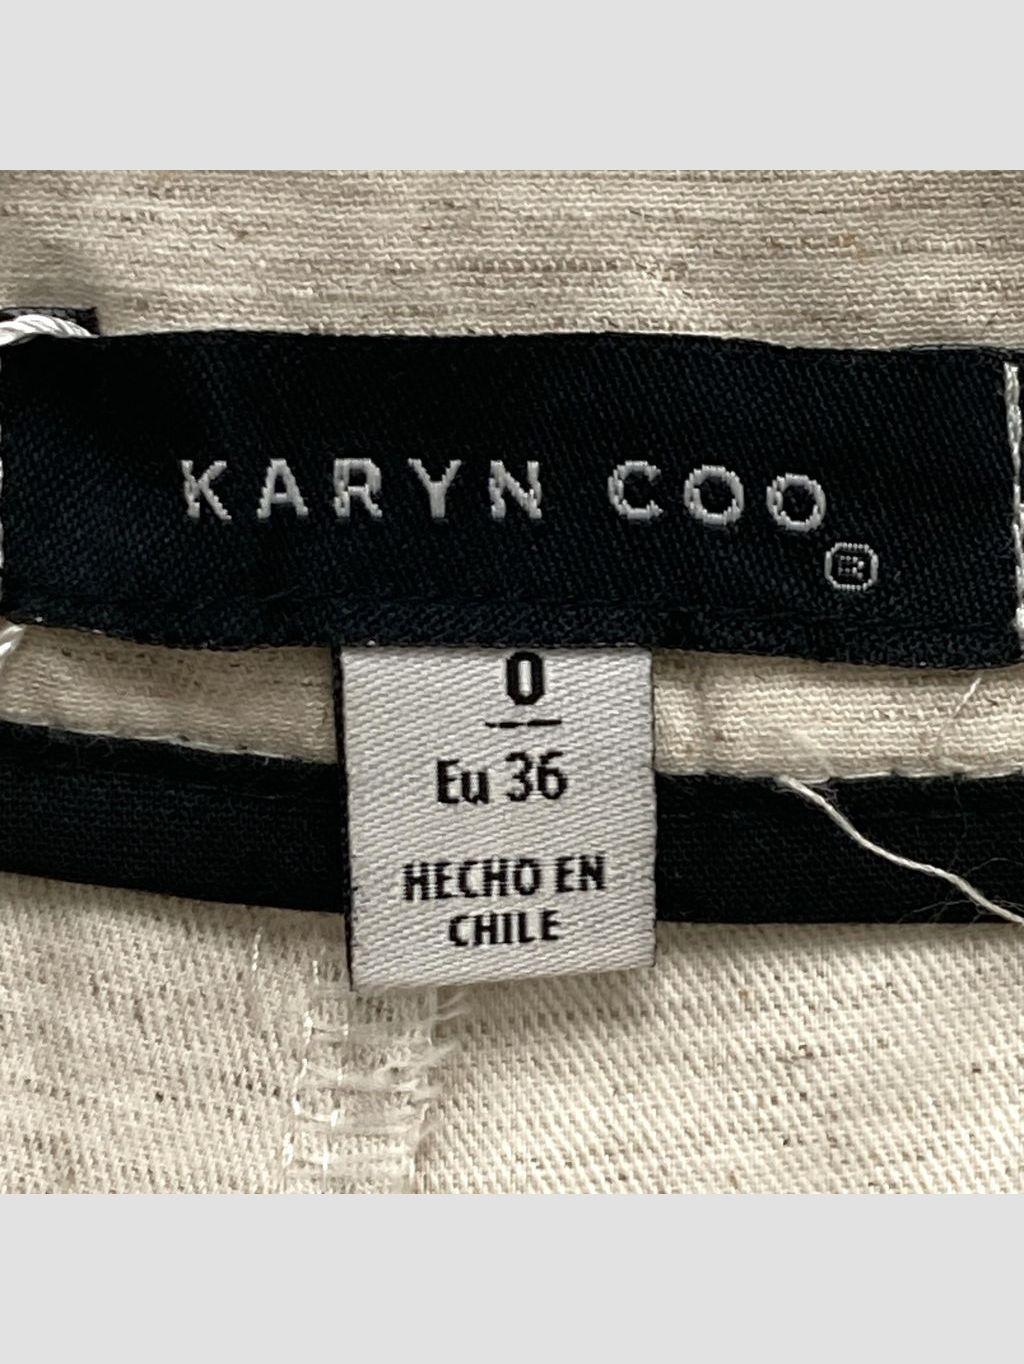 KARYN COO
®
0
Eu 36
HECHO EN
CHILE